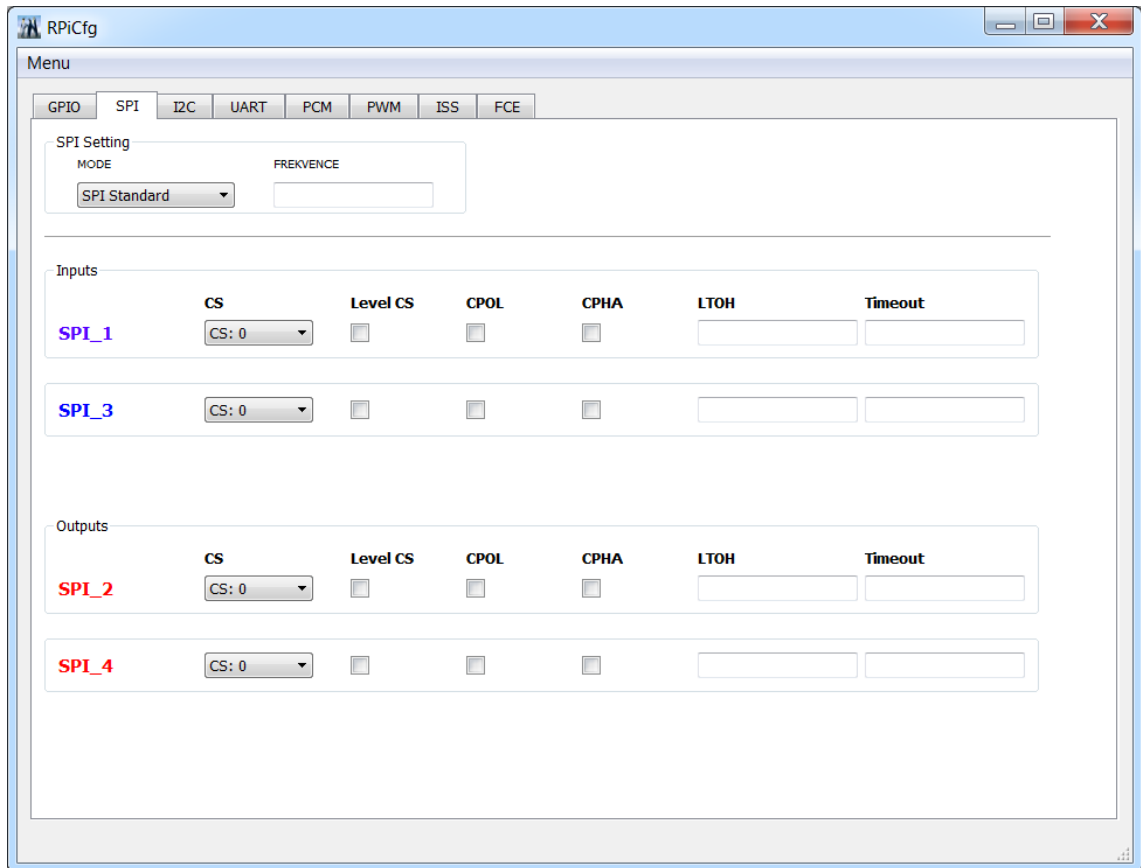 RPiCfg
Menu
GPIO SPI I2C UART PCM PWM ISS FCE
SPI Setting
MODE FREKVENCE
SPI Standard
Inputs
CS Level CS CPOL CPHA LTOH Timeout
SPI_1 CS: 0
SPI_3 CS: 0
Outputs
CS Level CS CPOL CPHA LTOH Timeout
SPI_2 CS: 0
SPI_4 CS: 0